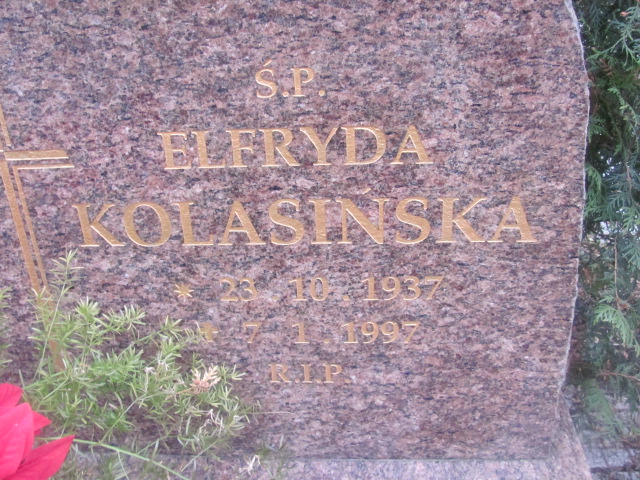 Ś.P.
ELFRYDA
KOLASIŃSKA
* 23 . 10 . 1937
+ 7 . 1 . 1997
R.I.P.